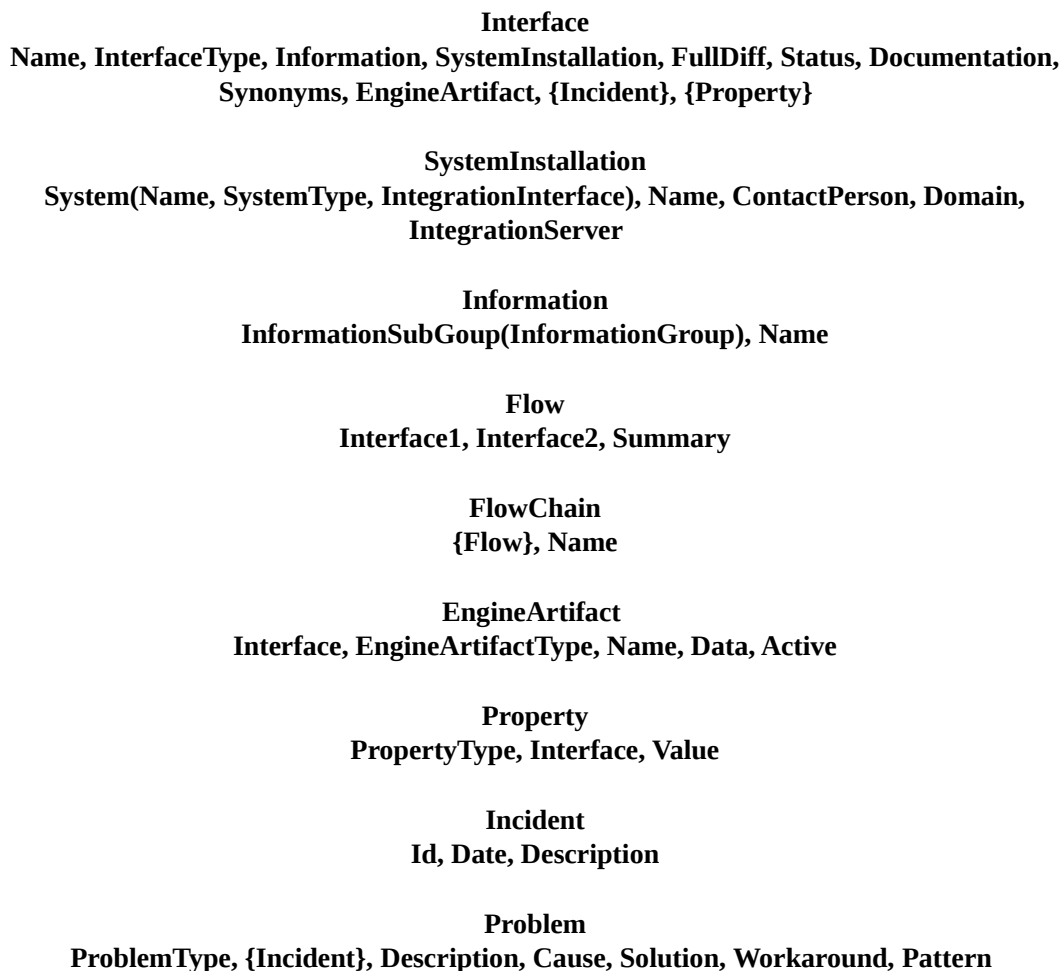 Interface
Name, InterfaceType, Information, SystemInstallation, FullDiff, Status, Documentation,
Synonyms, EngineArtifact, {Incident}, {Property}
SystemInstallation
System(Name, SystemType, IntegrationInterface), Name, ContactPerson, Domain,
IntegrationServer
Information
InformationSubGoup(InformationGroup), Name
Flow
Interface1, Interface2, Summary
FlowChain
{Flow}, Name
EngineArtifact
Interface, EngineArtifactType, Name, Data, Active
Property
PropertyType, Interface, Value
Incident
Id, Date, Description
Problem
ProblemType, {Incident}, Description, Cause, Solution, Workaround, Pattern